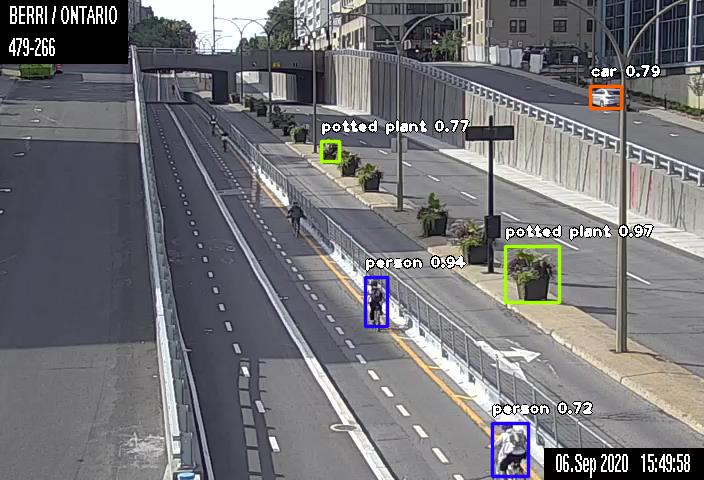 BERRI / ONTARIO
479-266
car 0.79
potted plant 0.77
potted plant 0.97
person 0.94
person 0.72
06.Sep 2020 15:49:58